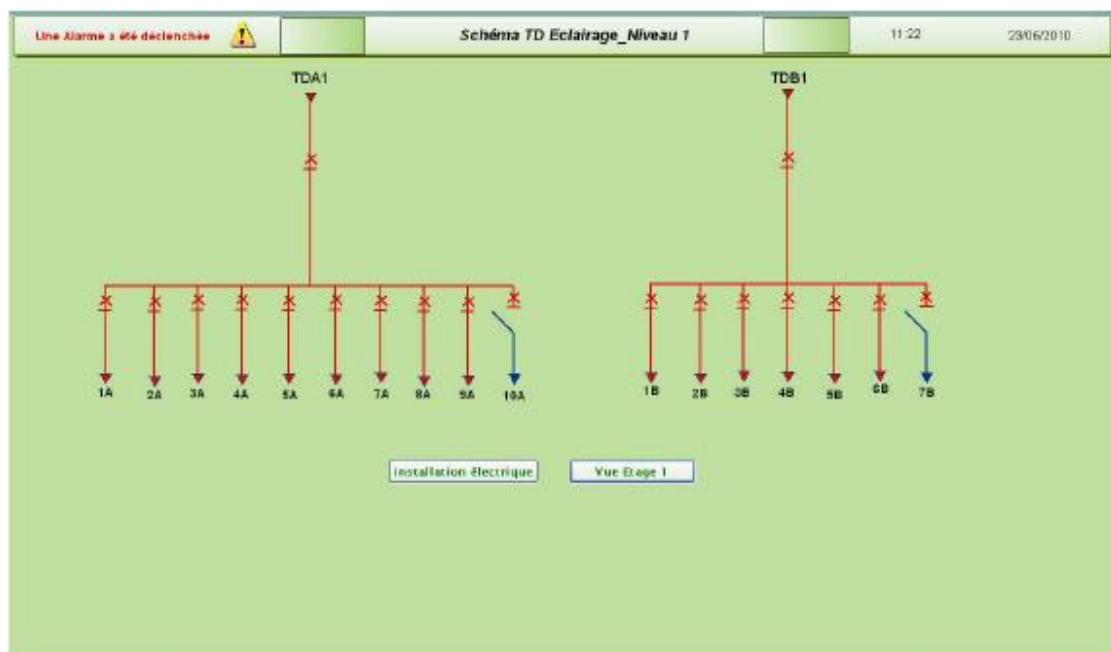 Une Alarme a été déclenchée
Schéma TD Eclairage_Niveau 1
11:22
23/06/2010
TDA1
TDB1
1A 2A 3A 4A 5A 6A 7A 8A 9A 10A
1B 2B 3B 4B 5B 6B 7B
Installation électrique
Vue Etage 1